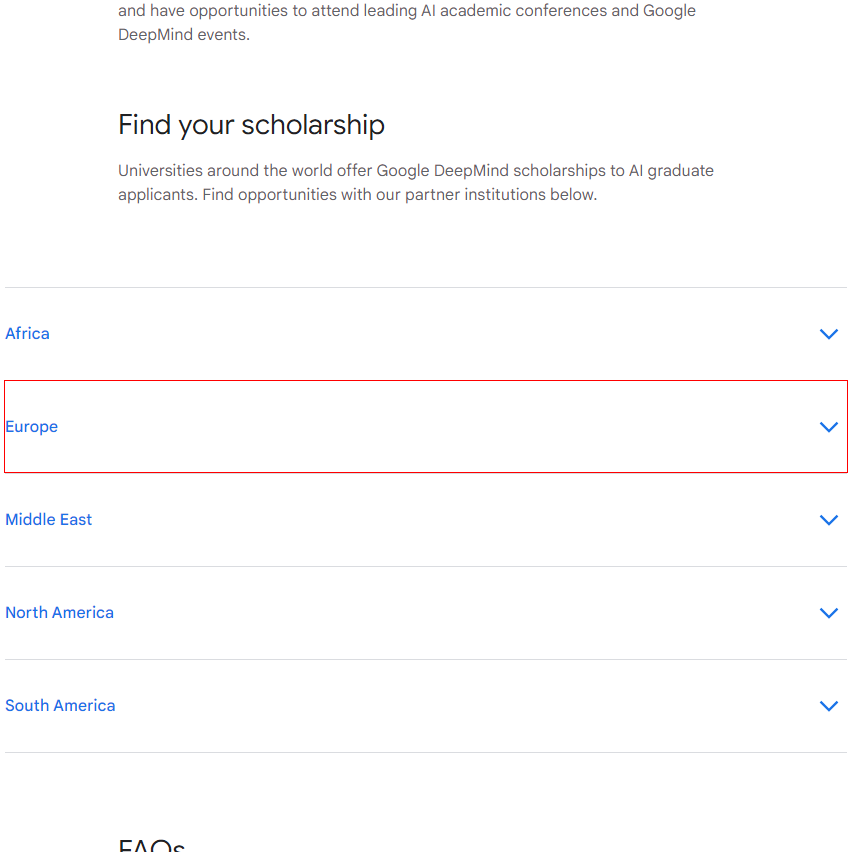 and have opportunities to attend leading AI academic conferences and Google
DeepMind events.
Find your scholarship
Universities around the world offer Google DeepMind scholarships to AI graduate
applicants. Find opportunities with our partner institutions below.
Africa
Europe
Middle East
North America
South America
FAQs